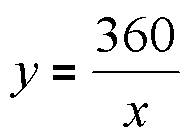 y = 360/x